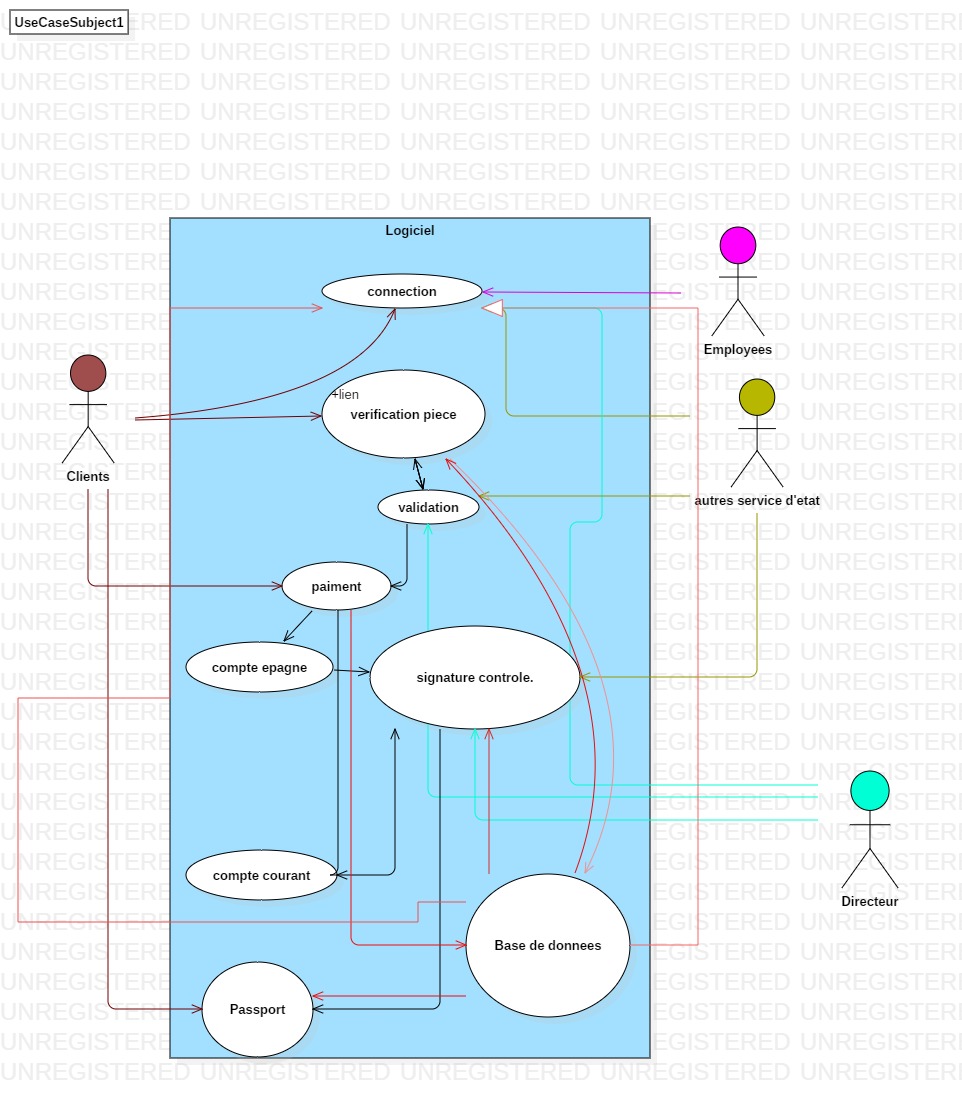 UseCaseSubject1
UNREGISTERED UNREGISTERED UNREGISTERED UNREGISTERED UNREGISTERI
Logiciel
connection
Employees
+lien
verification piece
Clients
validation
autres service d'etat
paiment
compte epagne
signature controle.
compte courant
Directeur
Base de donnees
Passport